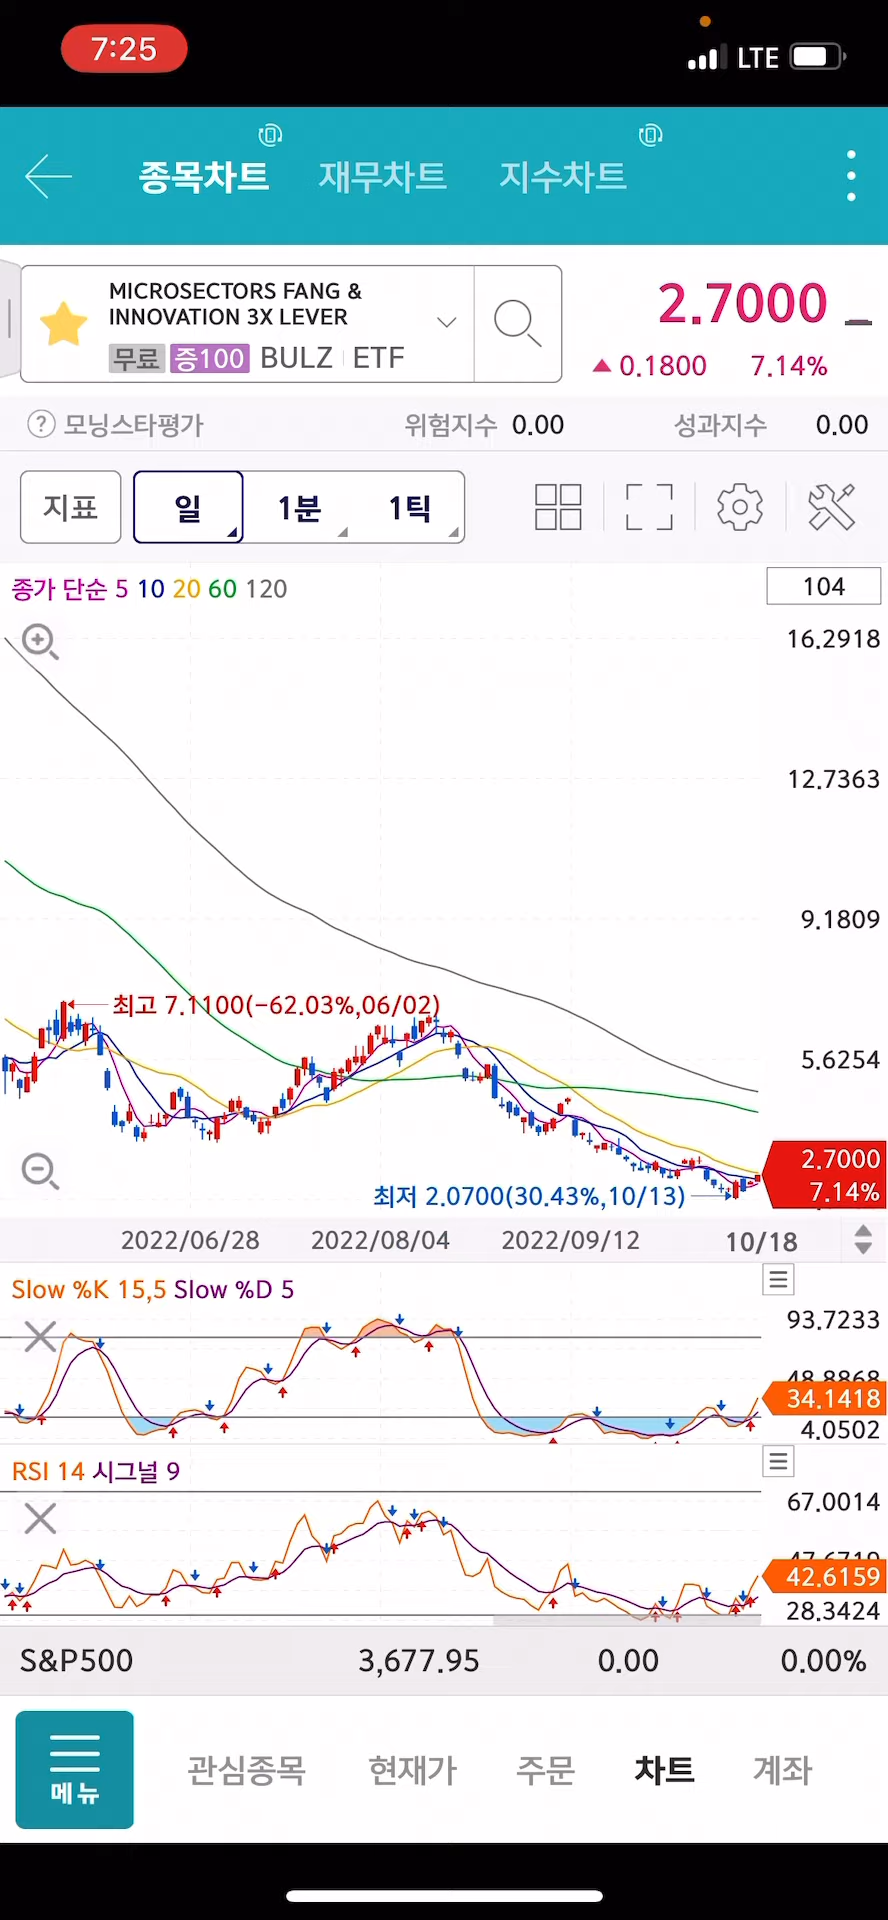 7:25
LTE
종목차트 재무차트 지수차트
MICROSECTORS FANG &
INNOVATION 3X LEVER
무료 증100 BULZ ETF
2.7000
▲ 0.1800 7.14%
? 모닝스타평가 위험지수 0.00 성과지수 0.00
지표 일 1분 1틱
종가 단순 5 10 20 60 120
104
16.2918
12.7363
9.1809
최고 7.1100(-62.03%,06/02)
5.6254
2.7000
7.14%
최저 2.0700(30.43%,10/13)
2022/06/28 2022/08/04 2022/09/12 10/18
Slow %K 15,5 Slow %D 5
93.7233
48.8868
34.1418
4.0502
RSI 14 시그널 9
67.0014
47.6719
42.6159
28.3424
S&P500 3,677.95 0.00 0.00%
메뉴
관심종목 현재가 주문 차트 계좌